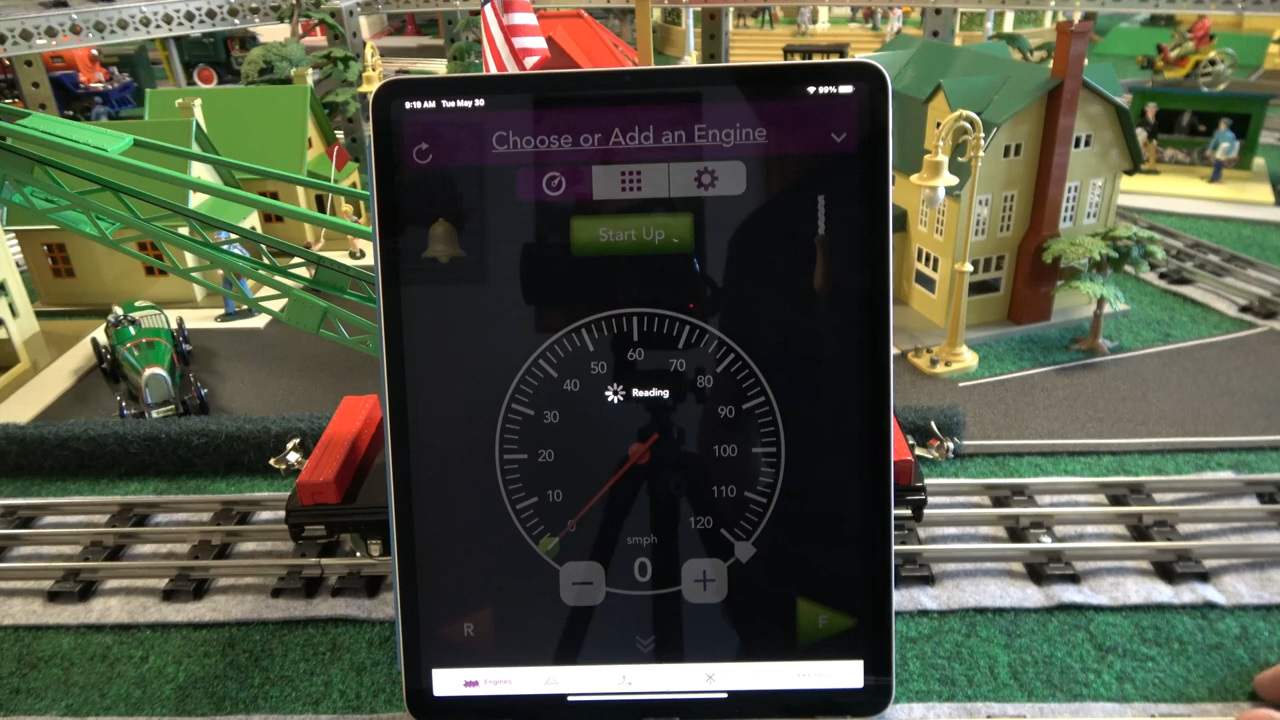 9:19 AM Tue May 30
99%
Choose or Add an Engine
Start Up
60
50
70
40
80
Reading
30
90
20
100
10
110
0
120
smph
0
R
F
Engines